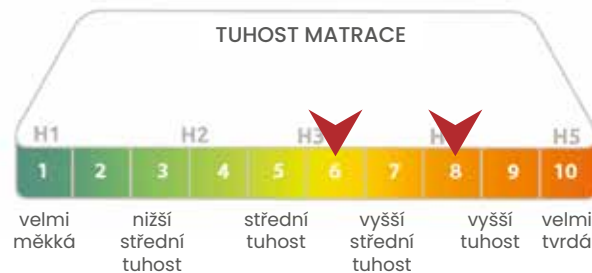 TUHOST MATRACE
H1 H2 H3 H H5
1 2 3 4 5 6 7 8 9 10
velmi nižší střední vyšší vyšší velmi
měkká střední tuhost střední tuhost tvrdá
tuhost tuhost